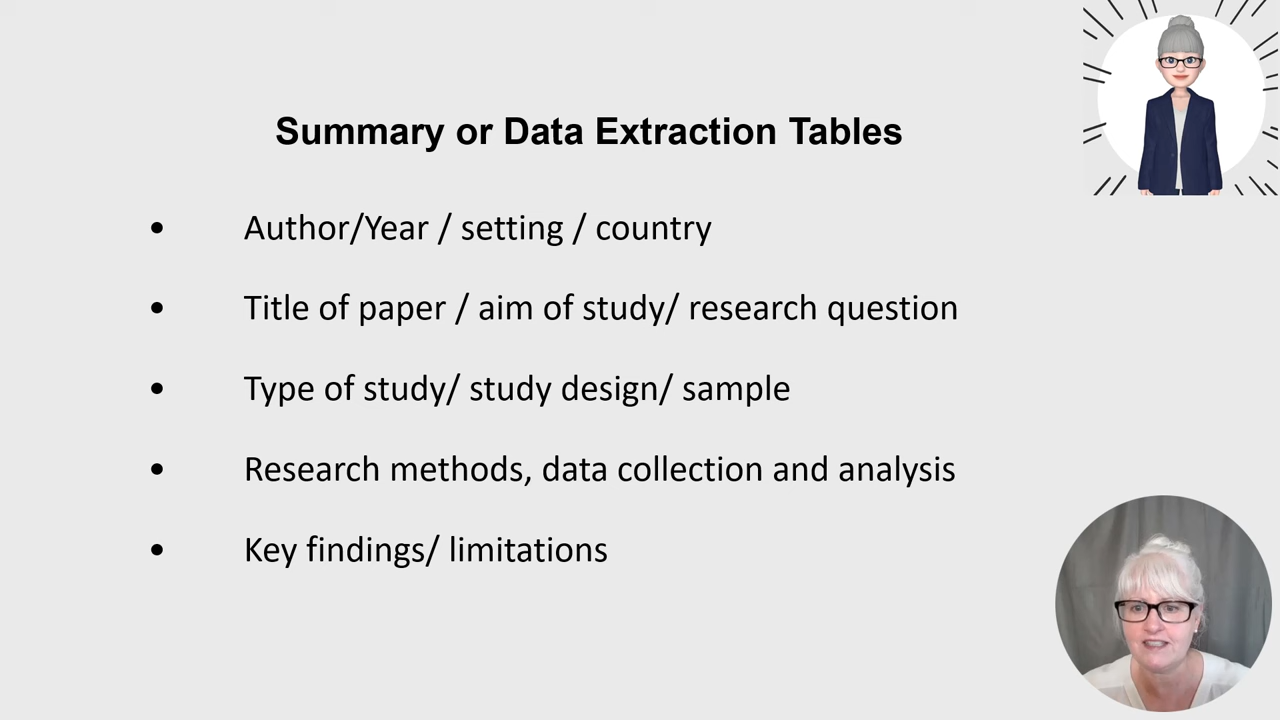 Summary or Data Extraction Tables
• Author/Year / setting / country
• Title of paper / aim of study/ research question
• Type of study/ study design/ sample
• Research methods, data collection and analysis
• Key findings/ limitations